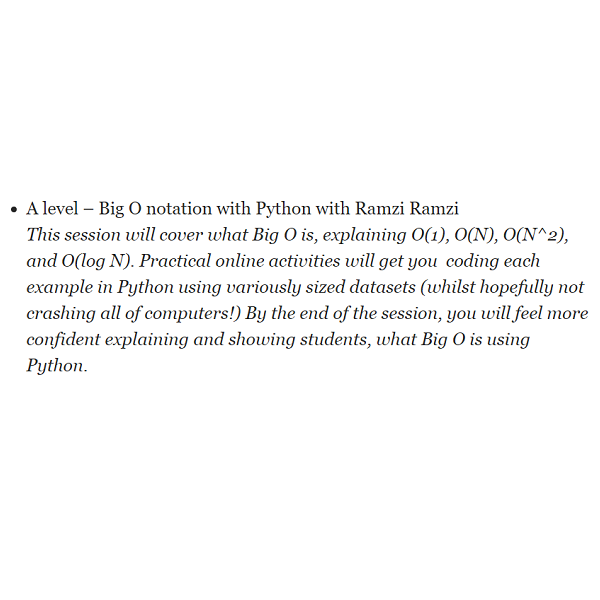 • A level – Big O notation with Python with Ramzi Ramzi
This session will cover what Big O is, explaining O(1), O(N), O(N^2),
and O(log N). Practical online activities will get you  coding each
example in Python using variously sized datasets (whilst hopefully not
crashing all of computers!) By the end of the session, you will feel more
confident explaining and showing students, what Big O is using
Python.